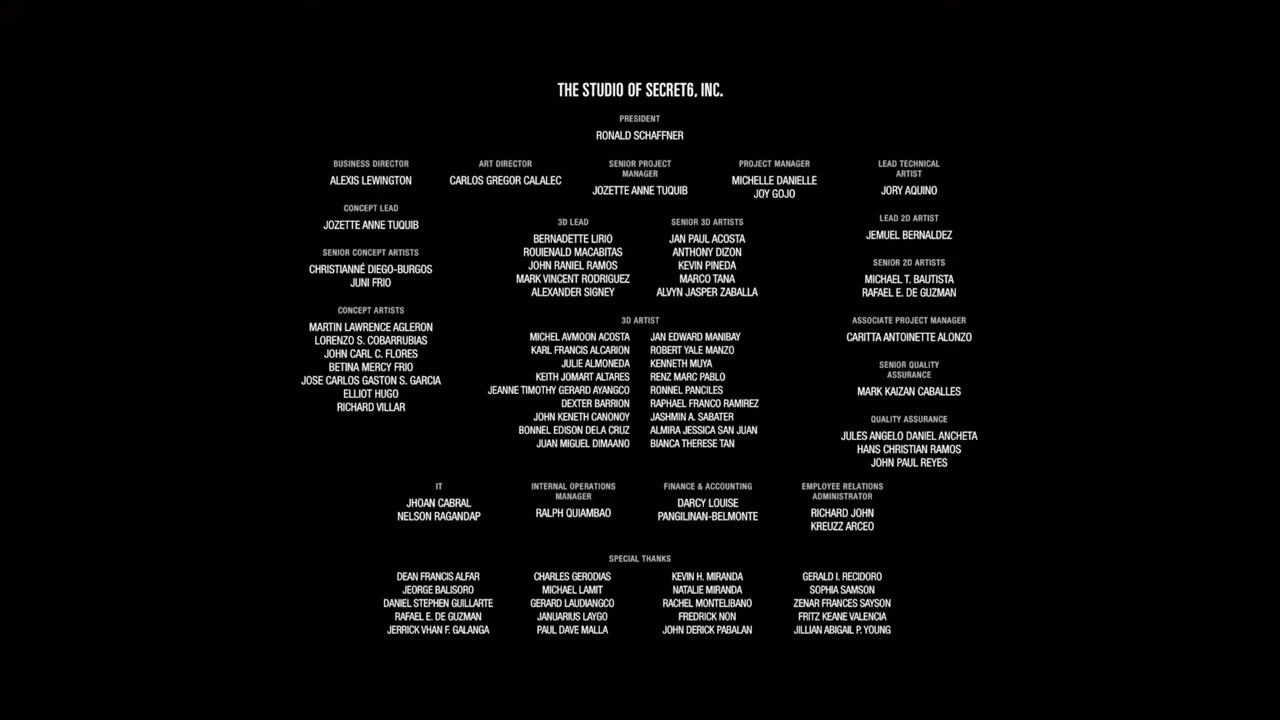 THE STUDIO OF SECRET6, INC.
PRESIDENT
RONALD SCHAFFNER
BUSINESS DIRECTOR
ALEXIS LEWINGTON
ART DIRECTOR
CARLOS GREGOR CALALEC
SENIOR PROJECT
MANAGER
JOZETTE ANNE TUQUIB
PROJECT MANAGER
MICHELLE DANIELLE
JOY GOJO
LEAD TECHNICAL
ARTIST
JORY AQUINO
CONCEPT LEAD
JOZETTE ANNE TUQUIB
SENIOR CONCEPT ARTISTS
CHRISTIANNÉ DIEGO-BURGOS
JUNI FRIO
CONCEPT ARTISTS
MARTIN LAWRENCE AGLERON
LORENZO S. COBARRUBIAS
JOHN CARL C. FLORES
BETINA MERCY FRIO
JOSE CARLOS GASTON S. GARCIA
ELLIOT HUGO
RICHARD VILLAR
3D LEAD
BERNADETTE LIRIO
ROUIENALD MACABITAS
JOHN RANIEL RAMOS
MARK VINCENT RODRIGUEZ
ALEXANDER SIGNEY
SENIOR 3D ARTISTS
JAN PAUL ACOSTA
ANTHONY DIZON
KEVIN PINEDA
MARCO TANA
ALVYN JASPER ZABALLA
3D ARTIST
MICHEL AVMOON ACOSTA
KARL FRANCIS ALCARION
JULIE ALMONEDA
KEITH JOMART ALTARES
JEANNE TIMOTHY GERARD AYANGCO
DEXTER BARRION
JOHN KENETH CANONOY
BONNEL EDISON DELA CRUZ
JUAN MIGUEL DIMAANO
JAN EDWARD MANIBAY
ROBERT YALE MANZO
KENNETH MUYA
RENZ MARC PABLO
RONNEL PANCILES
RAPHAEL FRANCO RAMIREZ
JASHMIN A. SABATER
ALMIRA JESSICA SAN JUAN
BIANCA THERESE TAN
LEAD 2D ARTIST
JEMUEL BERNALDEZ
SENIOR 2D ARTISTS
MICHAEL T. BAUTISTA
RAFAEL E. DE GUZMAN
ASSOCIATE PROJECT MANAGER
CARITTA ANTOINETTE ALONZO
SENIOR QUALITY
ASSURANCE
MARK KAIZAN CABALLES
QUALITY ASSURANCE
JULES ANGELO DANIEL ANCHETA
HANS CHRISTIAN RAMOS
JOHN PAUL REYES
IT
JHOAN CABRAL
NELSON RAGANDAP
INTERNAL OPERATIONS
MANAGER
RALPH QUIAMBAO
FINANCE & ACCOUNTING
DARCY LOUISE
PANGILINAN-BELMONTE
EMPLOYEE RELATIONS
ADMINISTRATOR
RICHARD JOHN
KREUZZ ARCEO
SPECIAL THANKS
DEAN FRANCIS ALFAR
JEORGE BALISORO
DANIEL STEPHEN GUILLARTE
RAFAEL E. DE GUZMAN
JERRICK VHAN F. GALANGA
CHARLES GERODIAS
MICHAEL LAMIT
GERARD LAUDIANGCO
JANUARIUS LAYGO
PAUL DAVE MALLA
KEVIN H. MIRANDA
NATALIE MIRANDA
RACHEL MONTELIBANO
FREDRICK NON
JOHN DERICK PABALAN
GERALD I. RECIDORO
SOPHIA SAMSON
ZENAR FRANCES SAYSON
FRITZ KEANE VALENCIA
JILLIAN ABIGAIL P. YOUNG